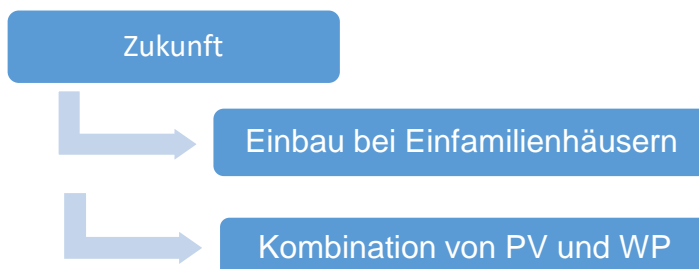 Zukunft
Einbau bei Einfamilienhäusern
Kombination von PV und WP